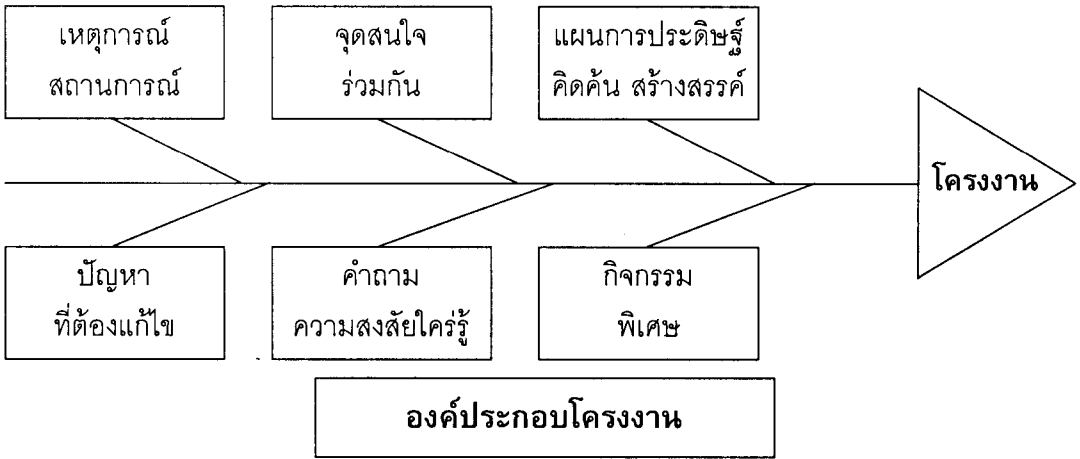 เหตุการณ์
สถานการณ์
จุดสนใจ
ร่วมกัน
แผนการประดิษฐ์
คิดค้น สร้างสรรค์
โครงงาน
ปัญหา
ที่ต้องแก้ไข
คำถาม
ความสงสัยใคร่รู้
กิจกรรม
พิเศษ
องค์ประกอบโครงงาน